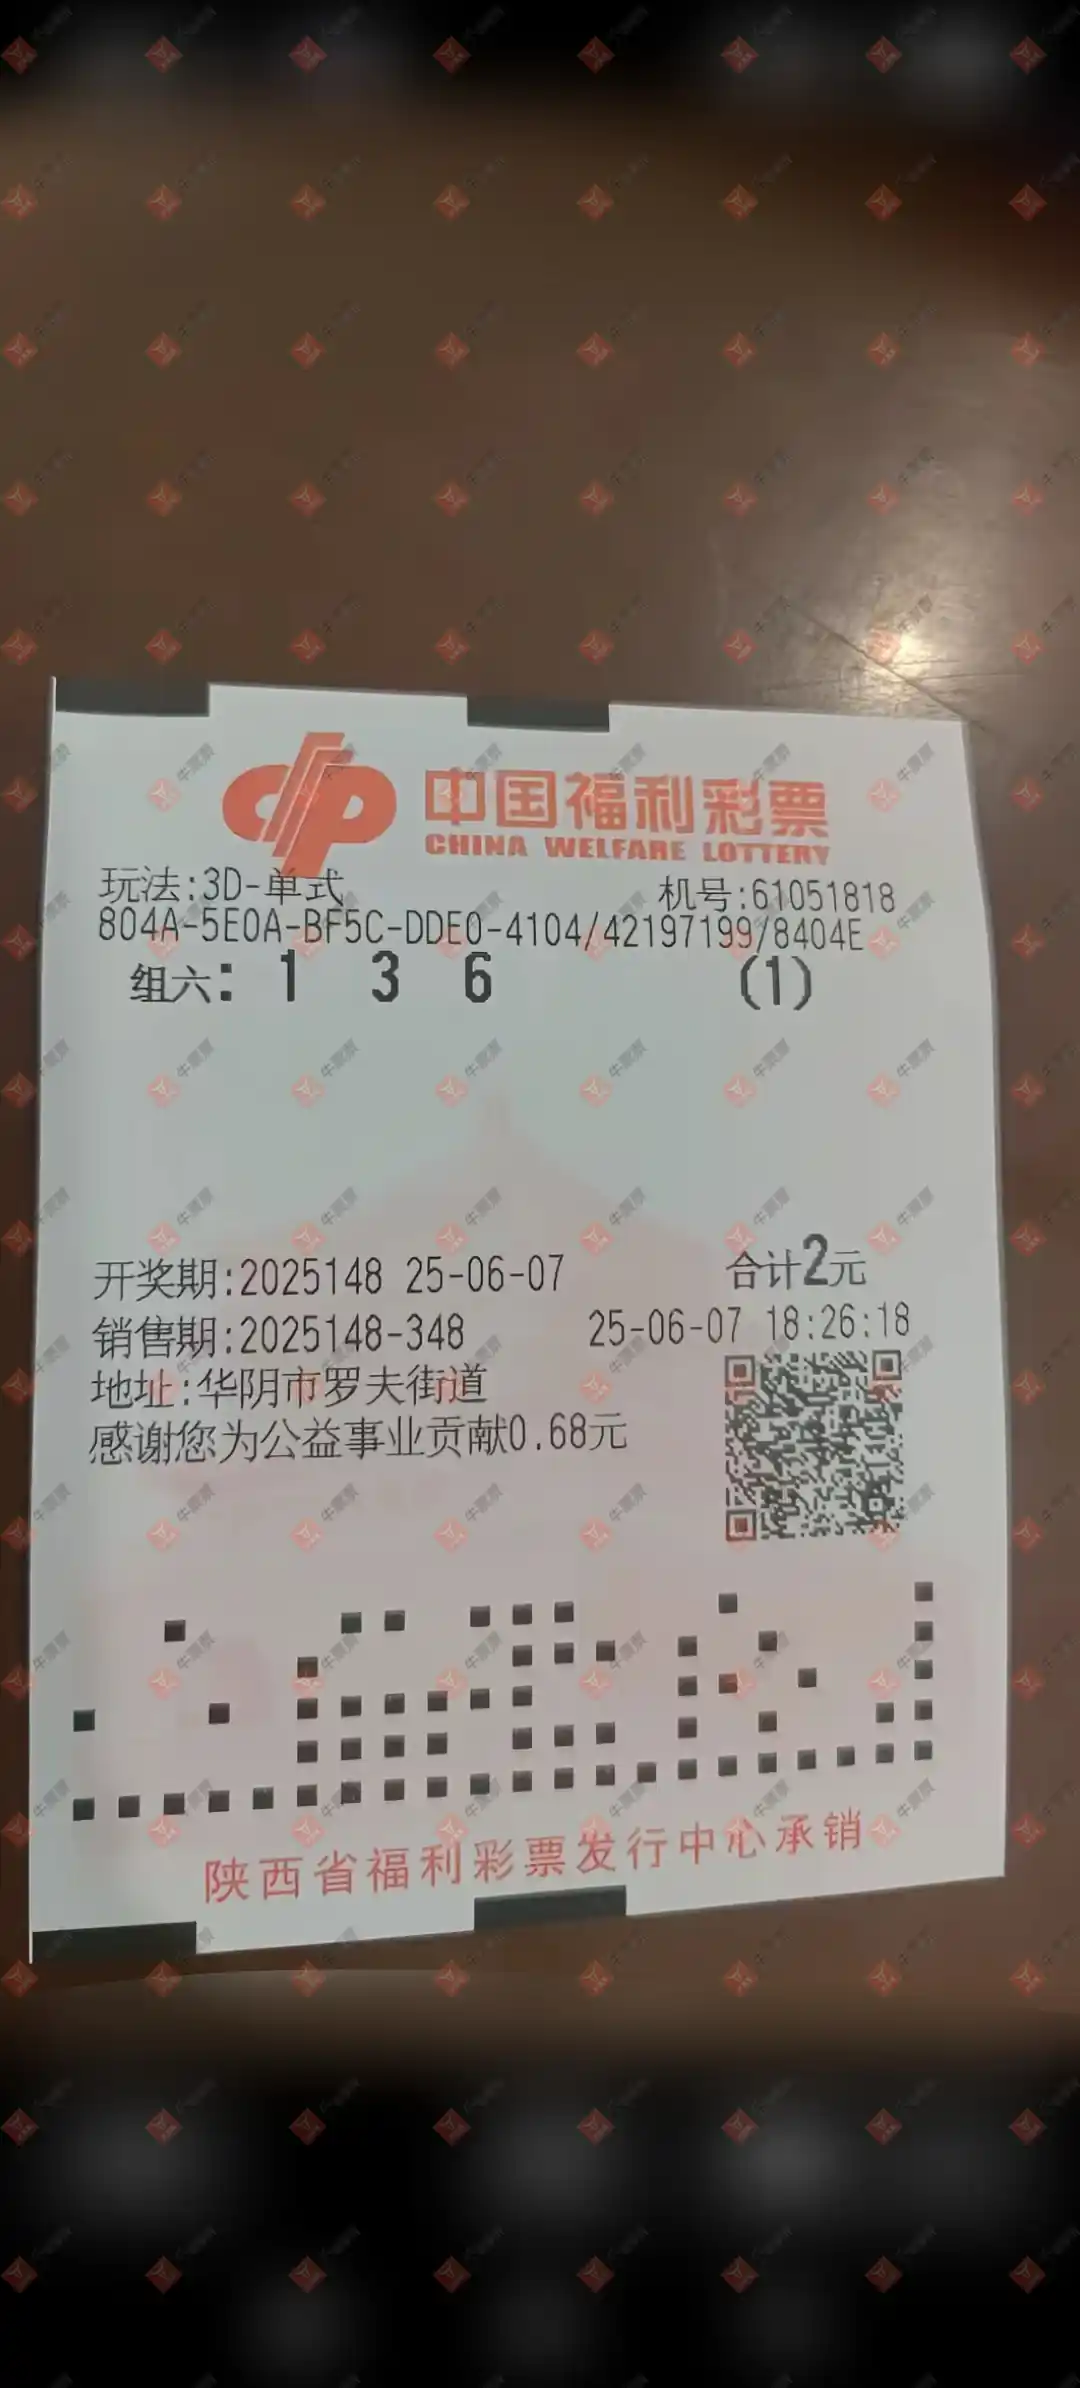 中国福利彩票
CHINA WELFARE LOTTERY
玩法:3D-单式 机号:61051818
804A-5E0A-BF5C-DDE0-4104/42197199/8404E
组六: 1 3 6 (1)
开奖期:2025148 25-06-07 合计2元
销售期:2025148-348 25-06-07 18:26:18
地址:华阴市罗夫街道
感谢您为公益事业贡献0.68元
陕西省福利彩票发行中心承销